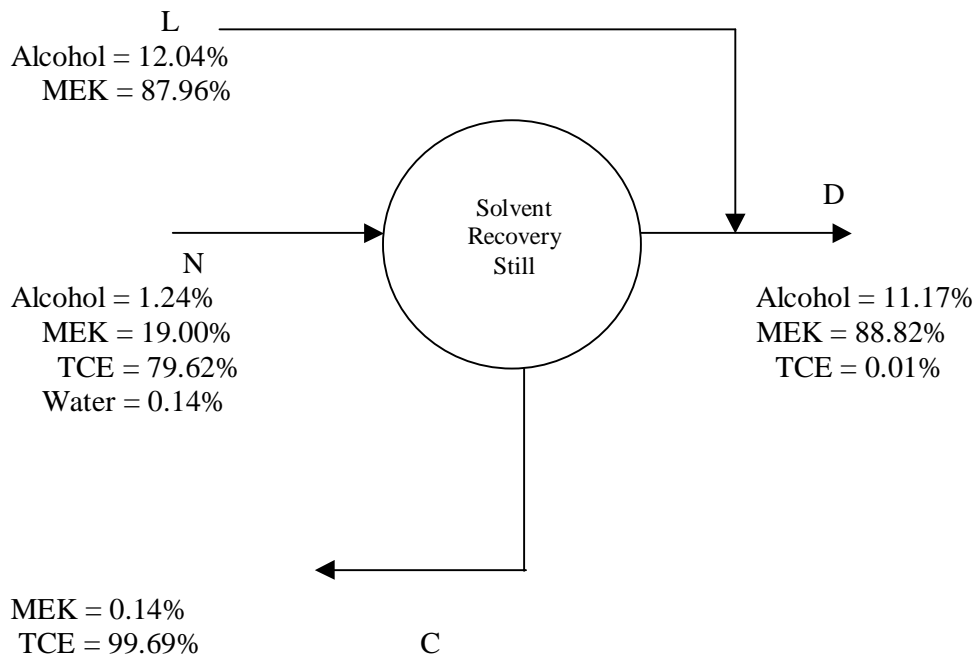 L
Alcohol = 12.04%
MEK = 87.96%
Solvent
Recovery
Still
D
N
Alcohol = 1.24%
MEK = 19.00%
TCE = 79.62%
Water = 0.14%
Alcohol = 11.17%
MEK = 88.82%
TCE = 0.01%
MEK = 0.14%
TCE = 99.69%
C